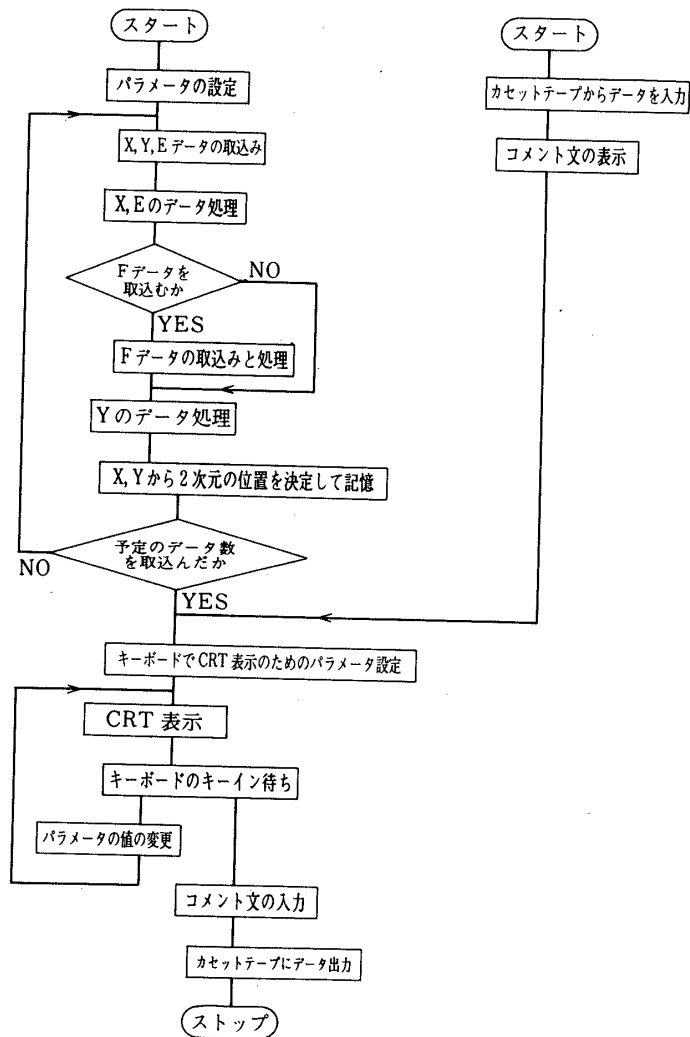 スタート
パラメータの設定
X, Y, E データの取込み
X, E のデータ処理
Fデータを
取込むか
NO
YES
Fデータの取込みと処理
Yのデータ処理
X, Yから2次元の位置を決定して記憶
予定のデータ数
を取込んだか
NO
YES
スタート
カセットテープからデータを入力
コメント文の表示
キーボードでCRT表示のためのパラメータ設定
CRT 表示
キーボードのキーイン待ち
パラメータの値の変更
コメント文の入力
カセットテープにデータ出力
ストップ